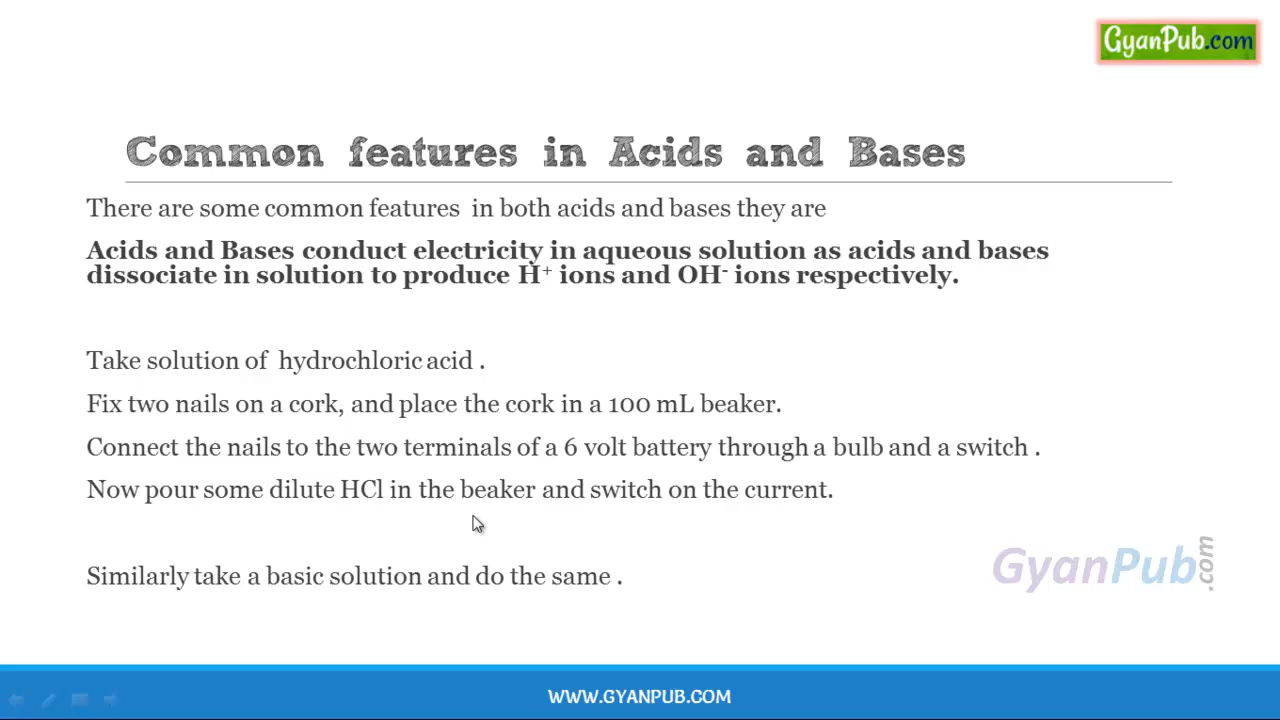 GyanPub.com
Common features in Acids and Bases
There are some common features in both acids and bases they are
Acids and Bases conduct electricity in aqueous solution as acids and bases
dissociate in solution to produce H⁺ ions and OH⁻ ions respectively.
Take solution of hydrochloric acid .
Fix two nails on a cork, and place the cork in a 100 mL beaker.
Connect the nails to the two terminals of a 6 volt battery through a bulb and a switch .
Now pour some dilute HCl in the beaker and switch on the current.
Similarly take a basic solution and do the same .
GyanPub.com
WWW.GYANPUB.COM